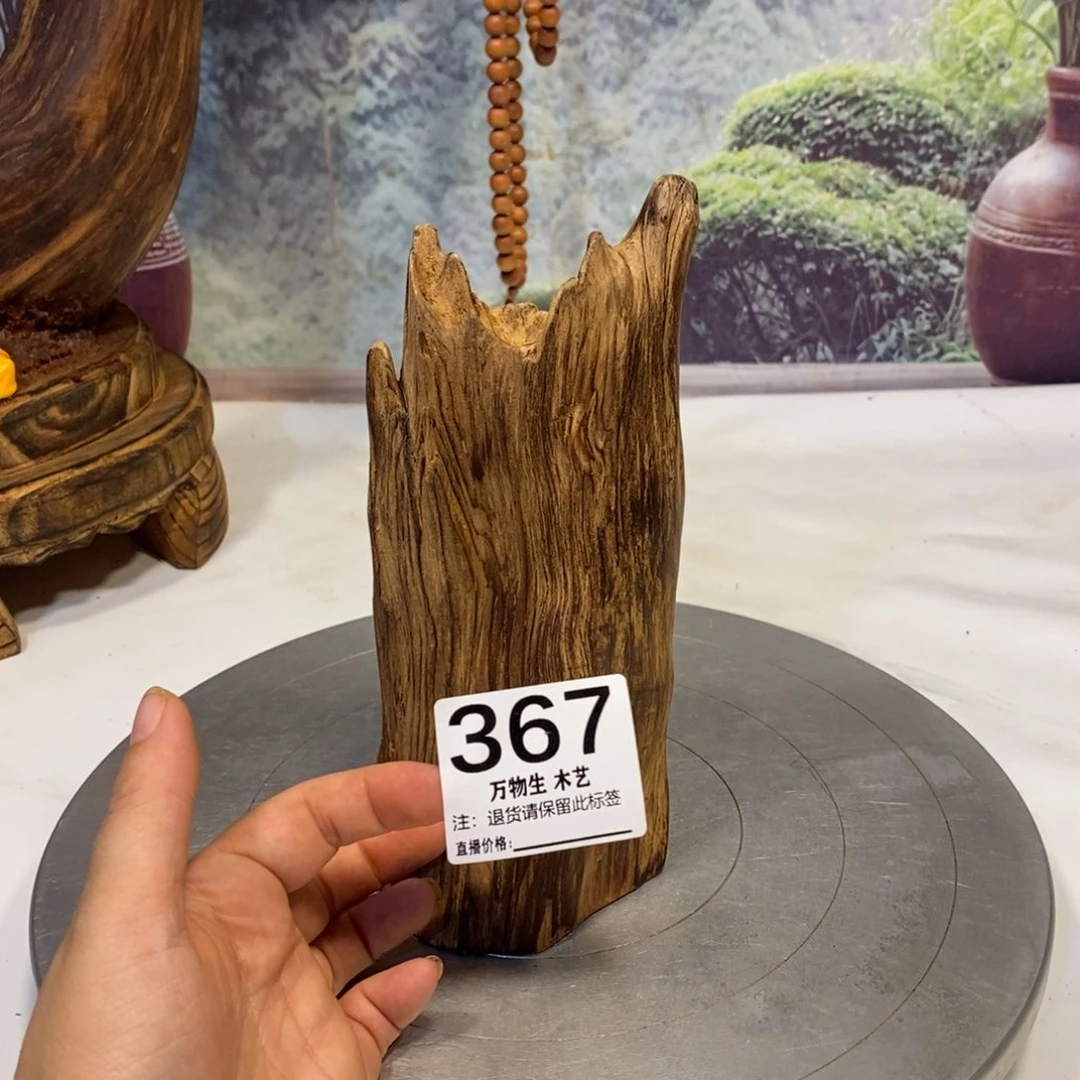 367
万物生 木艺
注：退货请保留此标签
直播价格：